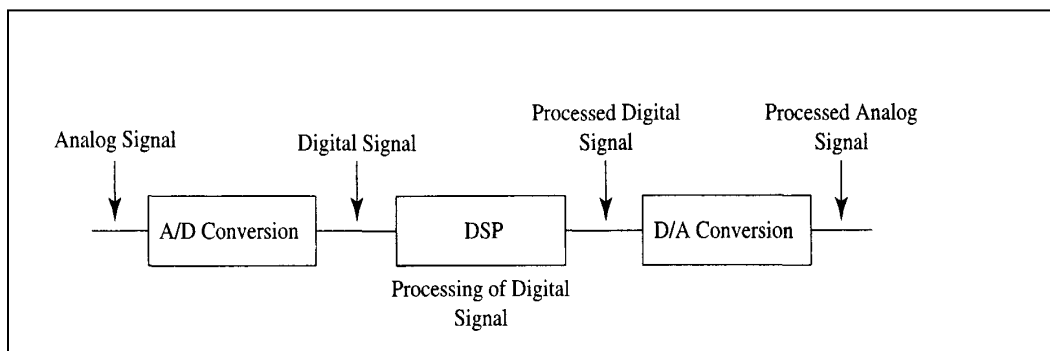 Analog Signal
Digital Signal
Processed Digital
Signal
Processed Analog
Signal
A/D Conversion
DSP
D/A Conversion
Processing of Digital
Signal